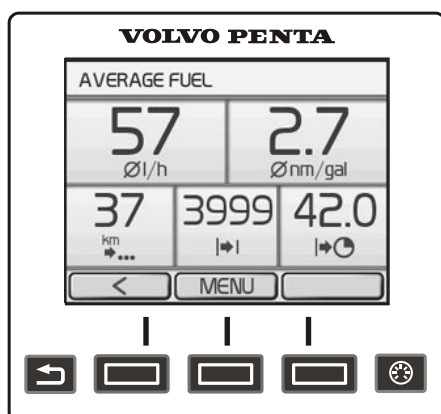 VOLVO PENTA
AVERAGE FUEL
57 2.7
Øl/h Ønm/gal
37 3999 42.0
km
< MENU